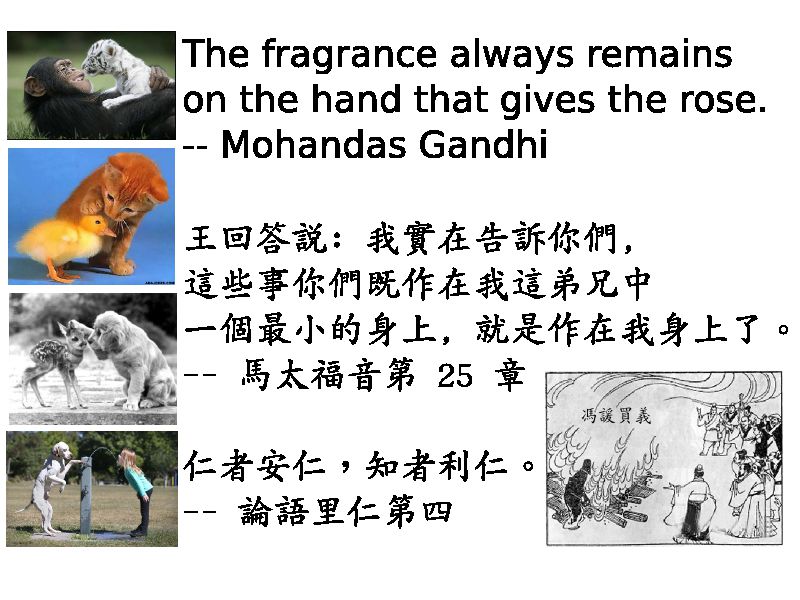 The fragrance always remains
on the hand that gives the rose.
-- Mohandas Gandhi
王回答説：我實在告訴你們，
這些事你們既作在我這弟兄中
一個最小的身上，就是作在我身上了。
-- 馬太福音第 25 章
馮諼買義
仁者安仁，知者利仁。
-- 論語里仁第四